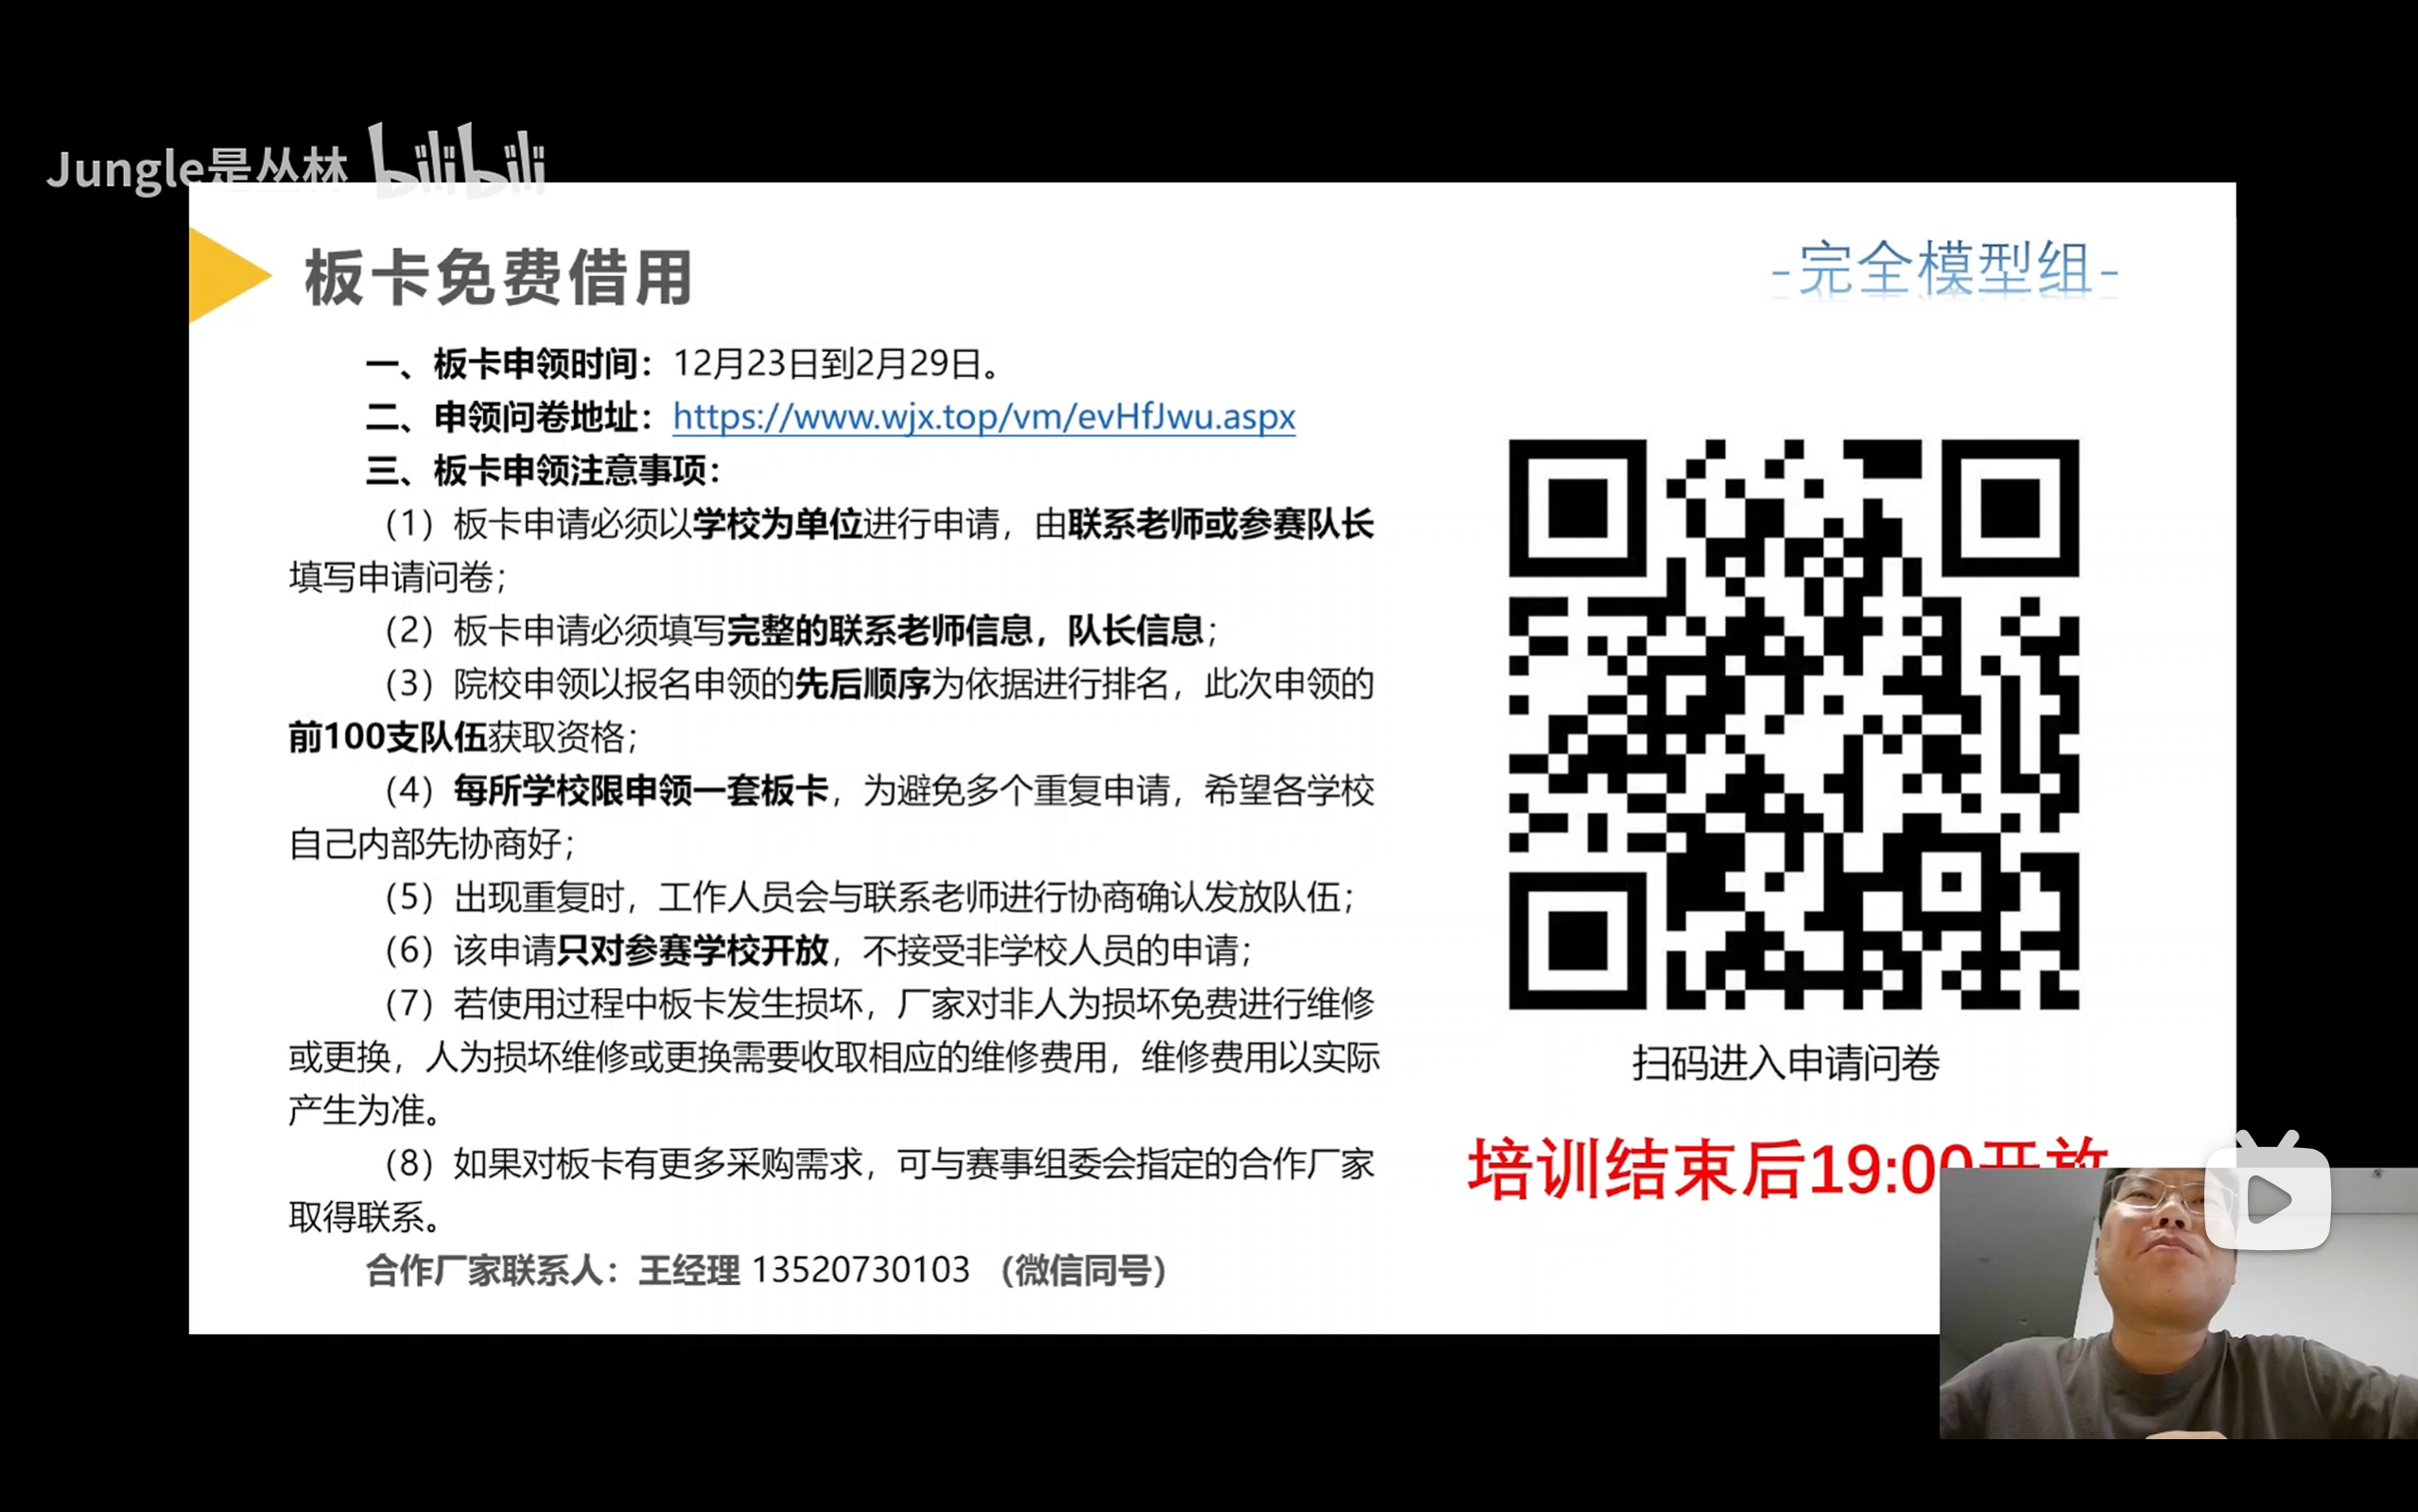 Jungle是丛林 bilibili
板卡免费借用
-完全模型组-
一、板卡申领时间：12月23日到2月29日。
二、申领问卷地址：https://www.wjx.top/vm/evHfJwu.aspx
三、板卡申领注意事项：
（1）板卡申请必须以学校为单位进行申请，由联系老师或参赛队长
填写申请问卷；
（2）板卡申请必须填写完整的联系老师信息，队长信息；
（3）院校申领以报名申领的先后顺序为依据进行排名，此次申领的
前100支队伍获取资格；
（4）每所学校限申领一套板卡，为避免多个重复申请，希望各学校
自己内部先协商好；
（5）出现重复时，工作人员会与联系老师进行协商确认发放队伍；
（6）该申请只对参赛学校开放，不接受非学校人员的申请；
（7）若使用过程中板卡发生损坏，厂家对非人为损坏免费进行维修
或更换，人为损坏维修或更换需要收取相应的维修费用，维修费用以实际
产生为准。
（8）如果对板卡有更多采购需求，可与赛事组委会指定的合作厂家
取得联系。
合作厂家联系人：王经理 13520730103 （微信同号）
扫码进入申请问卷
培训结束后19:00开放